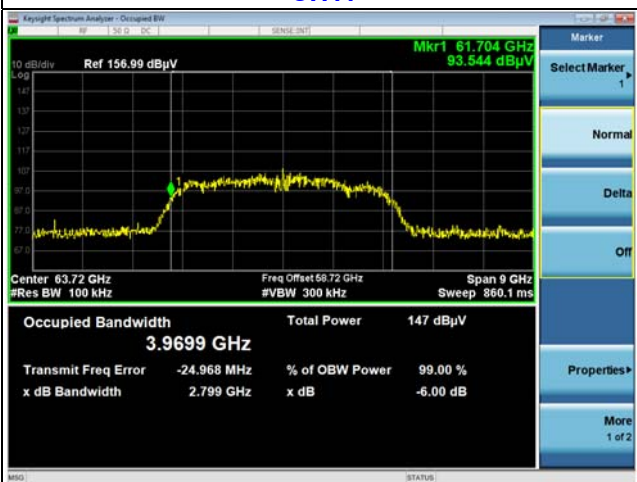 Keysight Spectrum Analyzer - Occupied BW
RF 50 Ω DC SENSE:INT
Mkr1 61.704 GHz
93.544 dBµV
10 dB/div Ref 156.99 dBµV
Log
147
137
127
117
107
97.0
87.0
77.0
67.0
1
Center 63.72 GHz Freq Offset 58.72 GHz Span 9 GHz
#Res BW 100 kHz #VBW 300 kHz Sweep 860.1 ms
Occupied Bandwidth Total Power 147 dBµV
3.9699 GHz
Transmit Freq Error -24.968 MHz % of OBW Power 99.00 %
x dB Bandwidth 2.799 GHz x dB -6.00 dB
MSG STATUS
Marker
Select Marker
1
Normal
Delta
Off
Properties
More
1 of 2